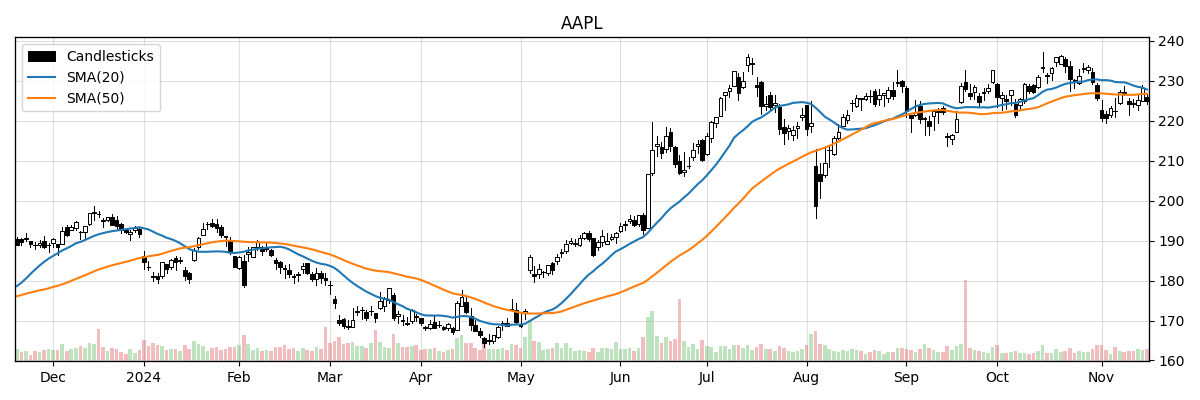 AAPL
Candlesticks
SMA(20)
SMA(50)
240
230
220
210
200
190
180
170
160
Dec 2024 Feb Mar Apr May Jun Jul Aug Sep Oct Nov